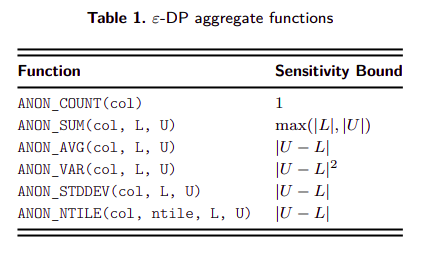 Table 1. ε-DP aggregate functions
Function Sensitivity Bound
ANON_COUNT(col) 1
ANON_SUM(col, L, U) max(|L|, |U|)
ANON_AVG(col, L, U) |U − L|
ANON_VAR(col, L, U) |U − L|²
ANON_STDDEV(col, L, U) |U − L|
ANON_NTILE(col, ntile, L, U) |U − L|